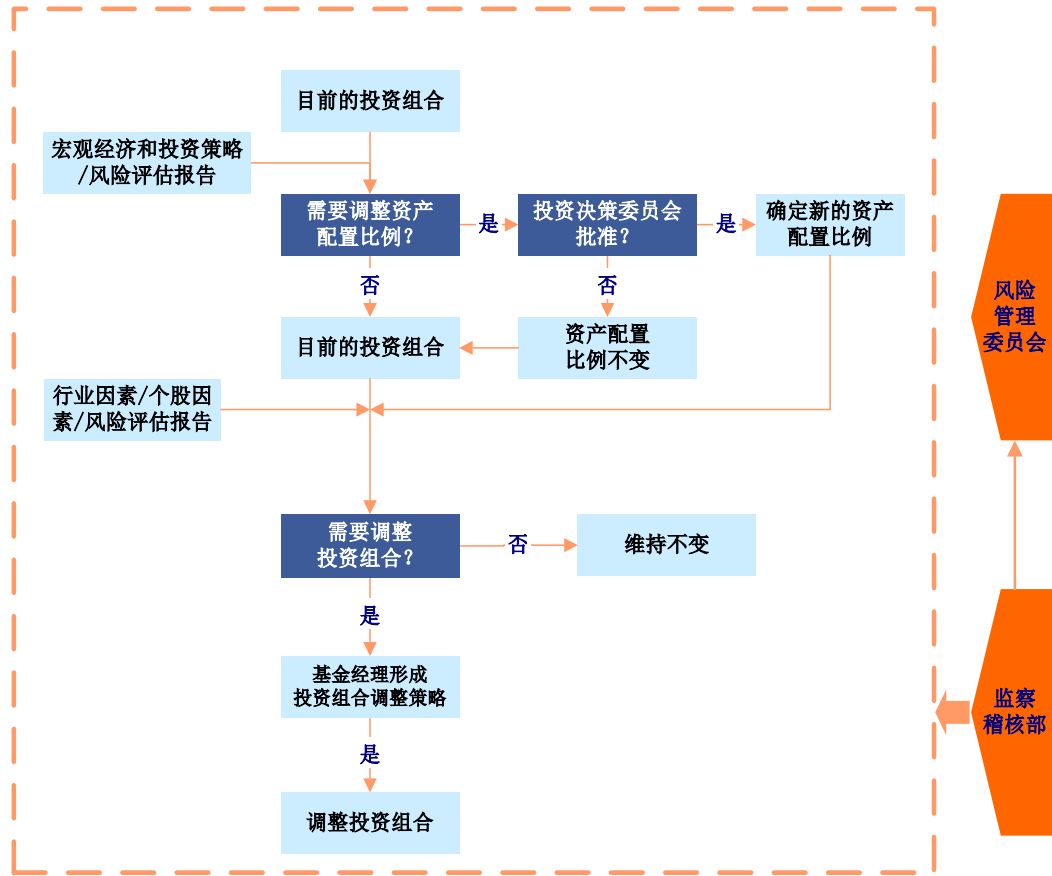 目前的投资组合
宏观经济和投资策略
/风险评估报告
需要调整资产
配置比例？
是
投资决策委员会
批准？
是
确定新的资产
配置比例
否
否
目前的投资组合
资产配置
比例不变
行业因素/个股因
素/风险评估报告
需要调整
投资组合？
否
维持不变
是
基金经理形成
投资组合调整策略
是
调整投资组合
风险
管理
委员会
监察
稽核部